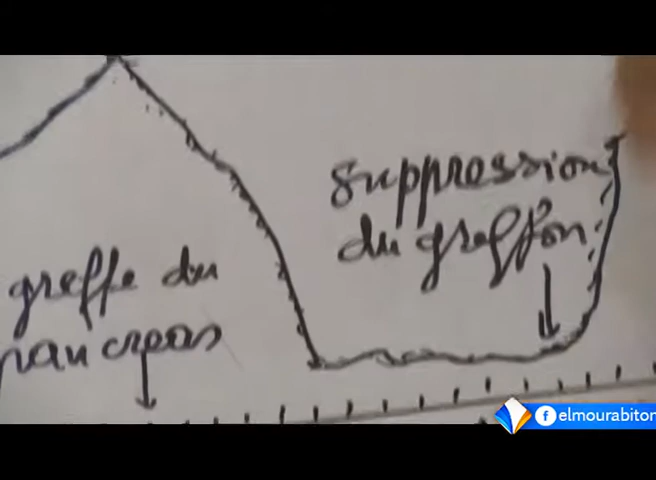 suppression
du greffon
greffe du
pancreas
elmourabiton